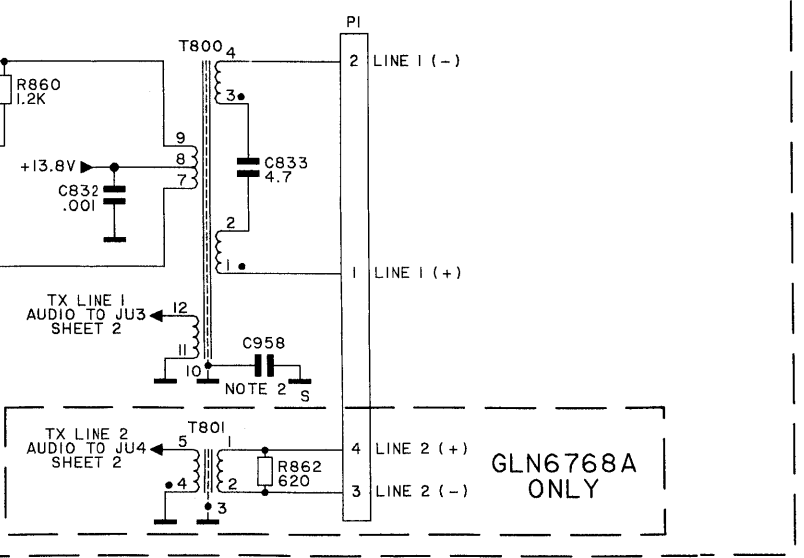 P1
T800
4
2 LINE 1 (-)
R860
1.2K
3
9
+13.8V
8
C833
4.7
7
C832
.001
2
1
1 LINE 1 (+)
TX LINE 1
AUDIO TO JU3
SHEET 2
12
11
10
C958
NOTE 2
S
TX LINE 2
AUDIO TO JU4
SHEET 2
T801
5
1
4 LINE 2 (+)
R862
620
GLN6768A
ONLY
4
2
3 LINE 2 (-)
3